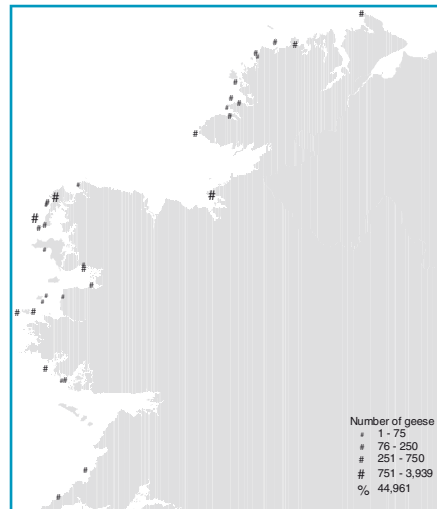 Number of geese
# 1 - 75
# 76 - 250
# 251 - 750
# 751 - 3,939
% 44,961